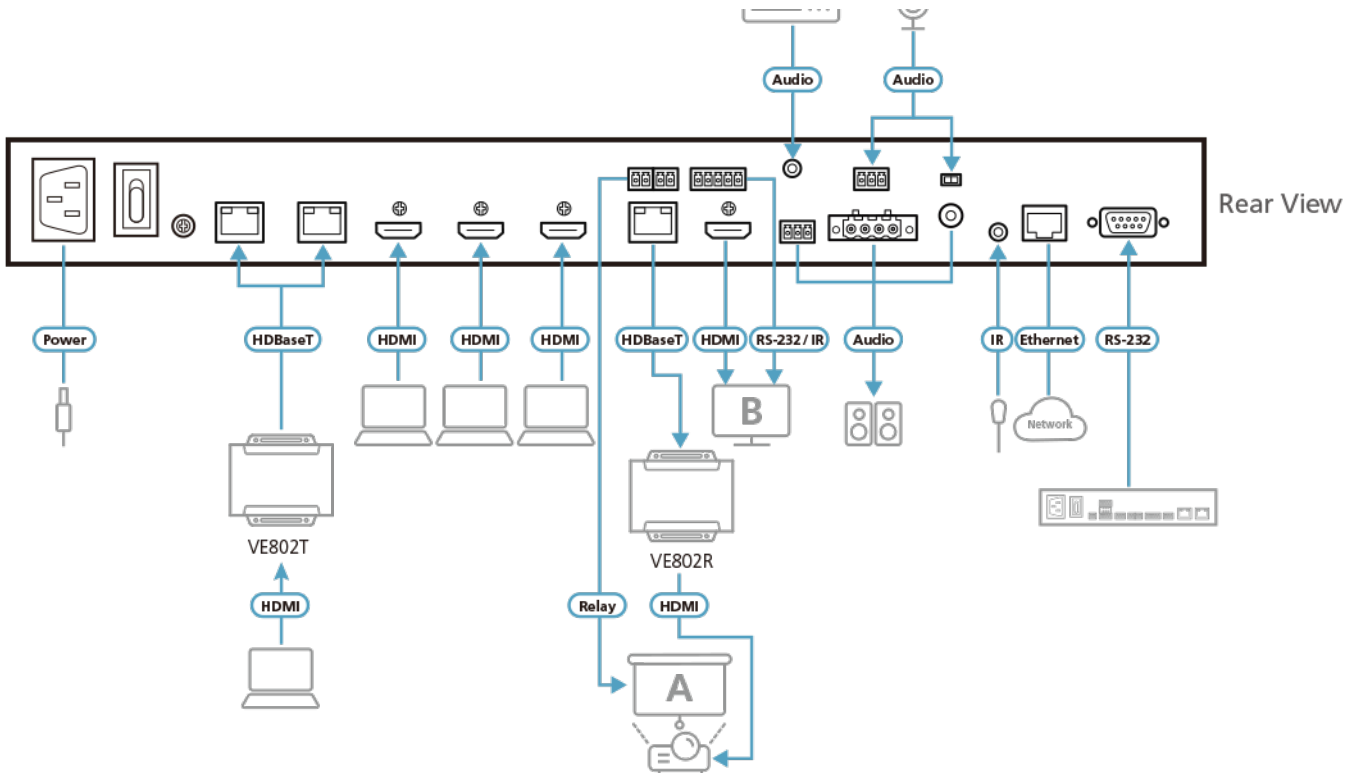 Audio
Audio
Rear View
Power
HDBaseT
HDMI
HDMI
HDMI
HDBaseT
HDMI
RS-232 / IR
Audio
IR
Ethernet
RS-232
B
Network
VE802T
VE802R
HDMI
Relay
HDMI
A